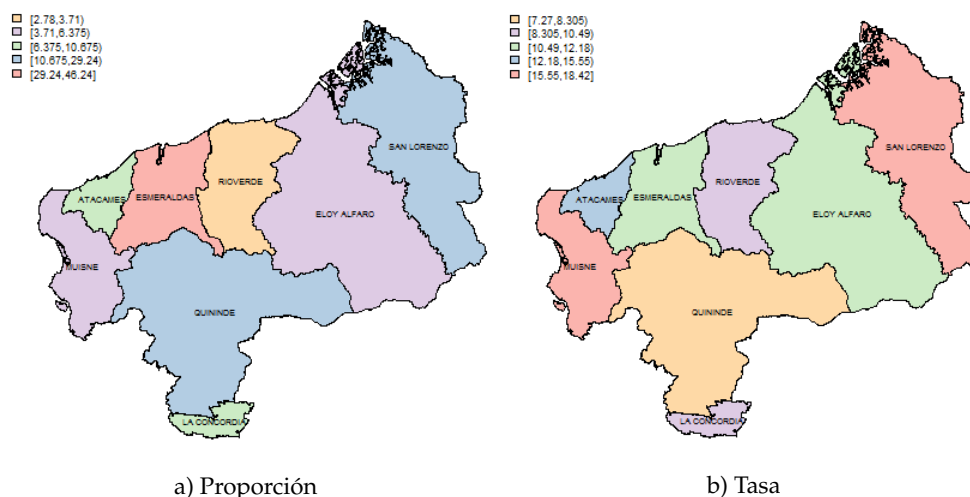 [2.78,3.71)
[3.71,6.375)
[6.375,10.675)
[10.675,29.24)
[29.24,46.24]
SAN LORENZO
RIOVERDE
ATACAMES
ESMERALDAS
ELOY ALFARO
MUISNE
QUININDE
LA CONCORDIA
a) Proporción
[7.27,8.305)
[8.305,10.49)
[10.49,12.18)
[12.18,15.55)
[15.55,18.42]
SAN LORENZO
RIOVERDE
ATACAMES
ESMERALDAS
ELOY ALFARO
MUISNE
QUININDE
LA CONCORDIA
b) Tasa